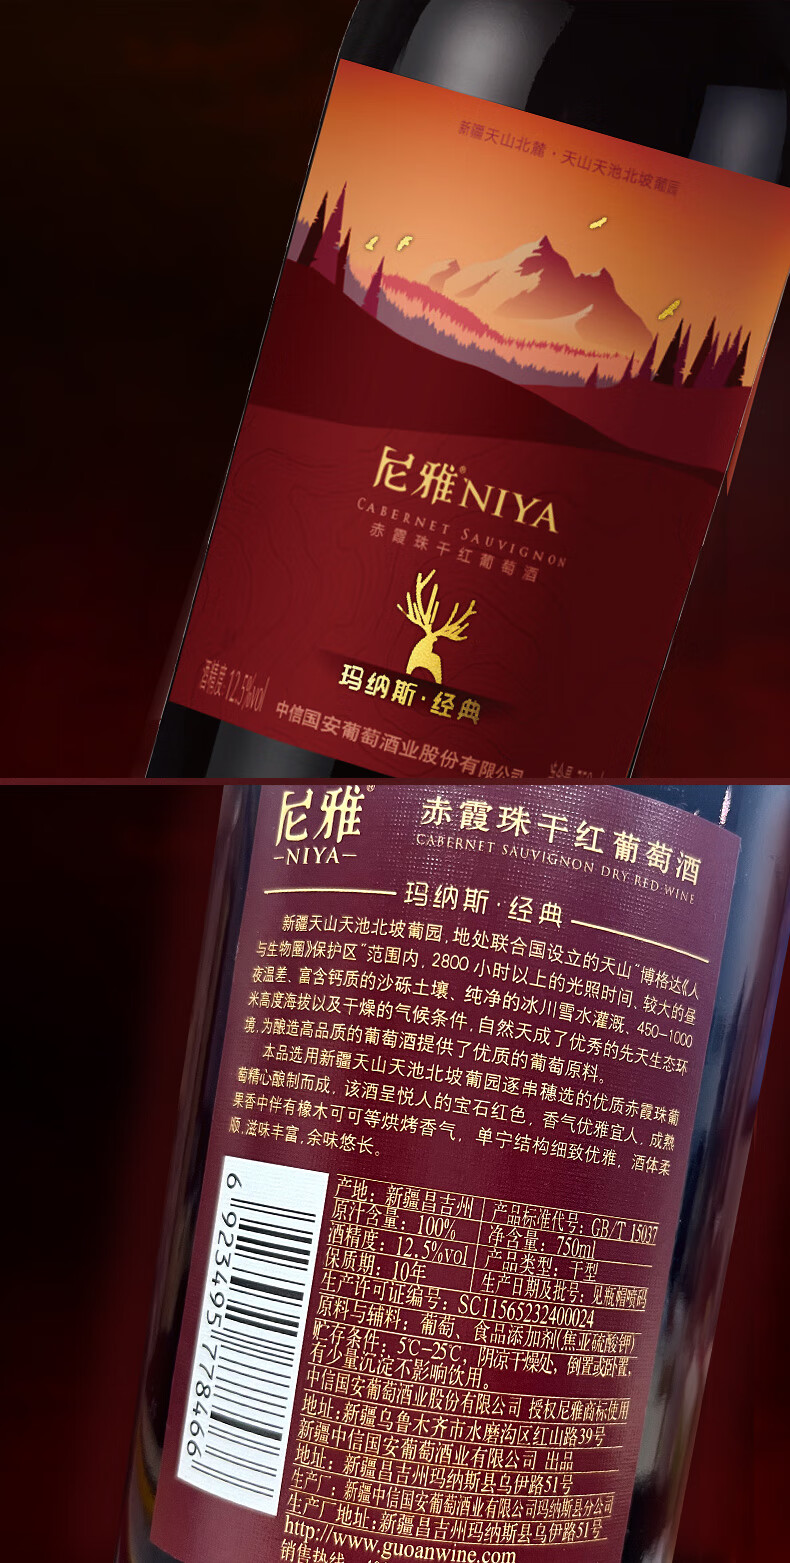 新疆天山北麓·天山天池北坡葡园
尼雅®NIYA
CABERNET SAUVIGNON
赤霞珠干红葡萄酒
玛纳斯·经典
酒精度 12.5%vol
中信国安葡萄酒业股份有限公司
尼雅®
-NIYA-
赤霞珠干红葡萄酒
CABERNET SAUVIGNON DRY RED WINE
玛纳斯·经典
新疆天山天池北坡葡园,地处联合国设立的天山“博格达《人
与生物圈》保护区”范围内, 2800小时以上的光照时间、较大的昼
夜温差、富含钙质的沙砾土壤、纯净的冰川雪水灌溉、450-1000
米高度海拔以及干燥的气候条件,自然天成了优秀的先天生态环
境,为酿造高品质的葡萄酒提供了优质的葡萄原料。
本品选用新疆天山天池北坡葡园逐串穗选的优质赤霞珠葡
萄精心酿制而成, 该酒呈悦人的宝石红色, 香气优雅宜人, 成熟
果香中伴有橡木可可等烘烤香气, 单宁结构细致优雅, 酒体柔
顺,滋味丰富,余味悠长。
产地: 新疆昌吉州 产品标准代号: GB/T 15037
原汁含量: 100% 净含量: 750ml
酒精度: 12.5%vol 产品类型: 干型
保质期: 10年 生产日期及批号: 见瓶帽喷码
生产许可证编号: SC11565232400024
原料与辅料: 葡萄、食品添加剂(焦亚硫酸钾)
贮存条件: 5℃-25℃, 阴凉干燥处, 倒置或卧置,
有少量沉淀不影响饮用。
中信国安葡萄酒业股份有限公司 授权尼雅商标使用
地址: 新疆乌鲁木齐市水磨沟区红山路39号
新疆中信国安葡萄酒业有限公司 出品
地址: 新疆昌吉州玛纳斯县乌伊路51号
生产厂: 新疆中信国安葡萄酒业有限公司玛纳斯县分公司
生产厂地址: 新疆昌吉州玛纳斯县乌伊路51号
http://www.guoanwine.com
销售热线
6 923495 778466